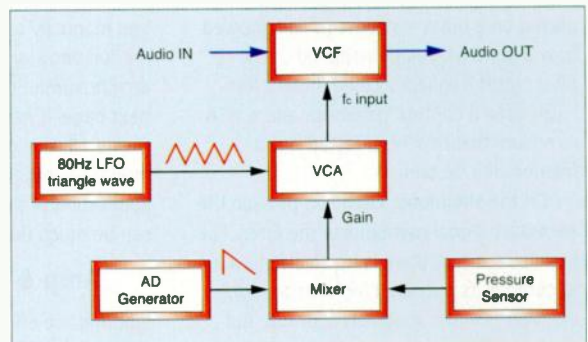 Audio IN
VCF
Audio OUT
fc input
80Hz LFO
triangle wave
VCA
Gain
AD
Generator
Mixer
Pressure
Sensor